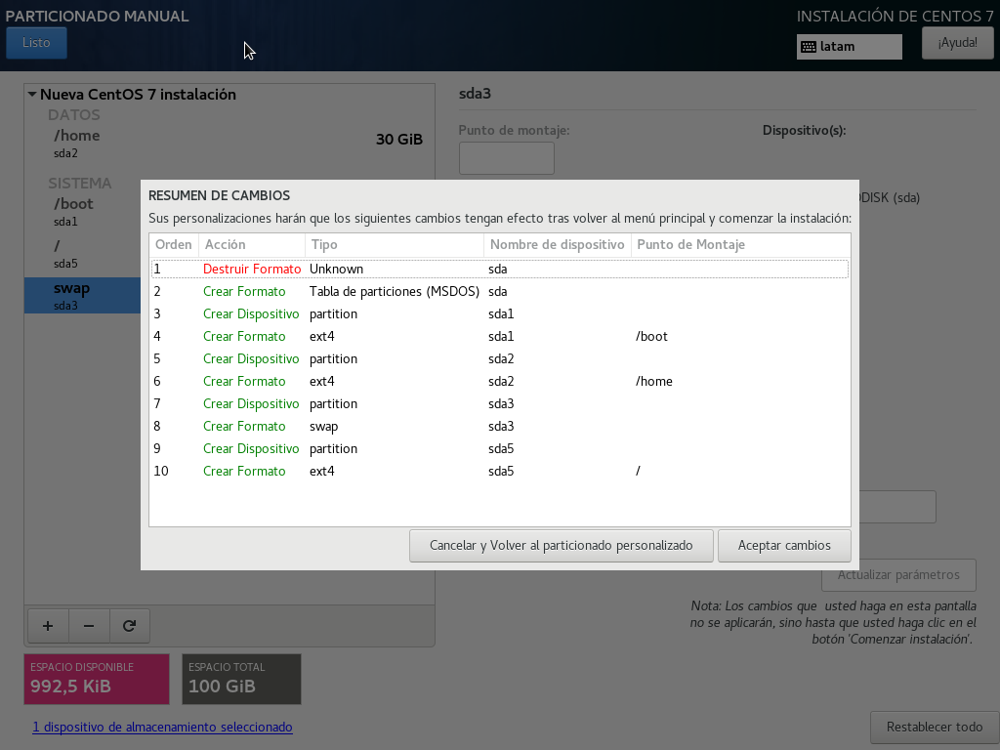 PARTICIONADO MANUAL
INSTALACIÓN DE CENTOS 7
Listo
latam
¡Ayuda!
Nueva CentOS 7 instalación
DATOS
/home
30 GiB
sda2
SISTEMA
/boot
sda1
/
sda5
swap
sda3
sda3
Punto de montaje:
Dispositivo(s):
DISK (sda)
RESUMEN DE CAMBIOS
Sus personalizaciones harán que los siguientes cambios tengan efecto tras volver al menú principal y comenzar la instalación:
Orden Acción Tipo Nombre de dispositivo Punto de Montaje
1 Destruir Formato Unknown sda
2 Crear Formato Tabla de particiones (MSDOS) sda
3 Crear Dispositivo partition sda1
4 Crear Formato ext4 sda1 /boot
5 Crear Dispositivo partition sda2
6 Crear Formato ext4 sda2 /home
7 Crear Dispositivo partition sda3
8 Crear Formato swap sda3
9 Crear Dispositivo partition sda5
10 Crear Formato ext4 sda5 /
Cancelar y Volver al particionado personalizado
Aceptar cambios
Actualizar parámetros
Nota: Los cambios que usted haga en esta pantalla
no se aplicarán, sino hasta que usted haga clic en el
botón 'Comenzar instalación'.
ESPACIO DISPONIBLE
992,5 KiB
ESPACIO TOTAL
100 GiB
1 dispositivo de almacenamiento seleccionado
Restablecer todo